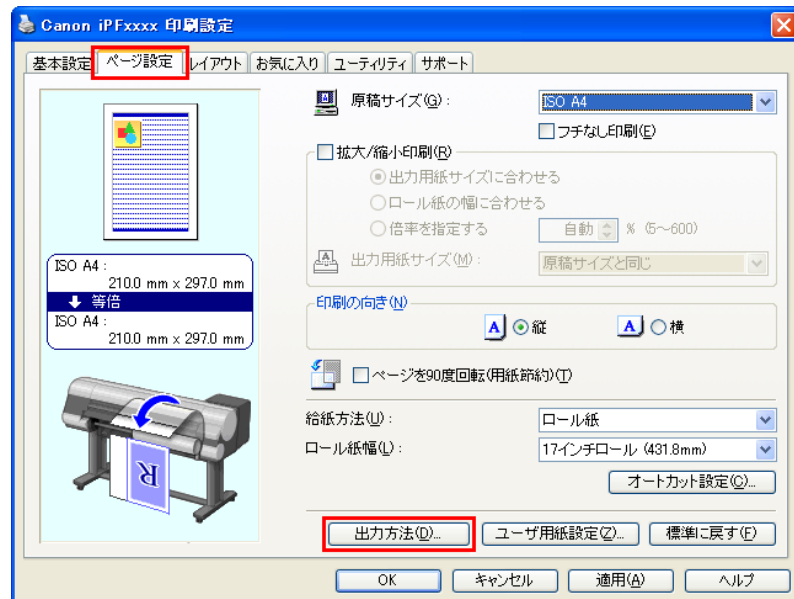 Canon iPFxxxx 印刷設定
基本設定 ページ設定 レイアウト お気に入り ユーティリティ サポート
原稿サイズ(G) : ISO A4
フチなし印刷(E)
拡大/縮小印刷(R)
出力用紙サイズに合わせる
ロール紙の幅に合わせる
倍率を指定する 自動 % (5～600)
出力用紙サイズ(M) : 原稿サイズと同じ
ISO A4 :
210.0 mm x 297.0 mm
等倍
ISO A4 :
210.0 mm x 297.0 mm
印刷の向き(N)
A 縦 A 横
ページを90度回転(用紙節約)(T)
給紙方法(U) : ロール紙
ロール紙幅(L) : 17インチロール (431.8mm)
オートカット設定(C)...
R
出力方法(D)... ユーザ用紙設定(Z)... 標準に戻す(F)
OK キャンセル 適用(A) ヘルプ